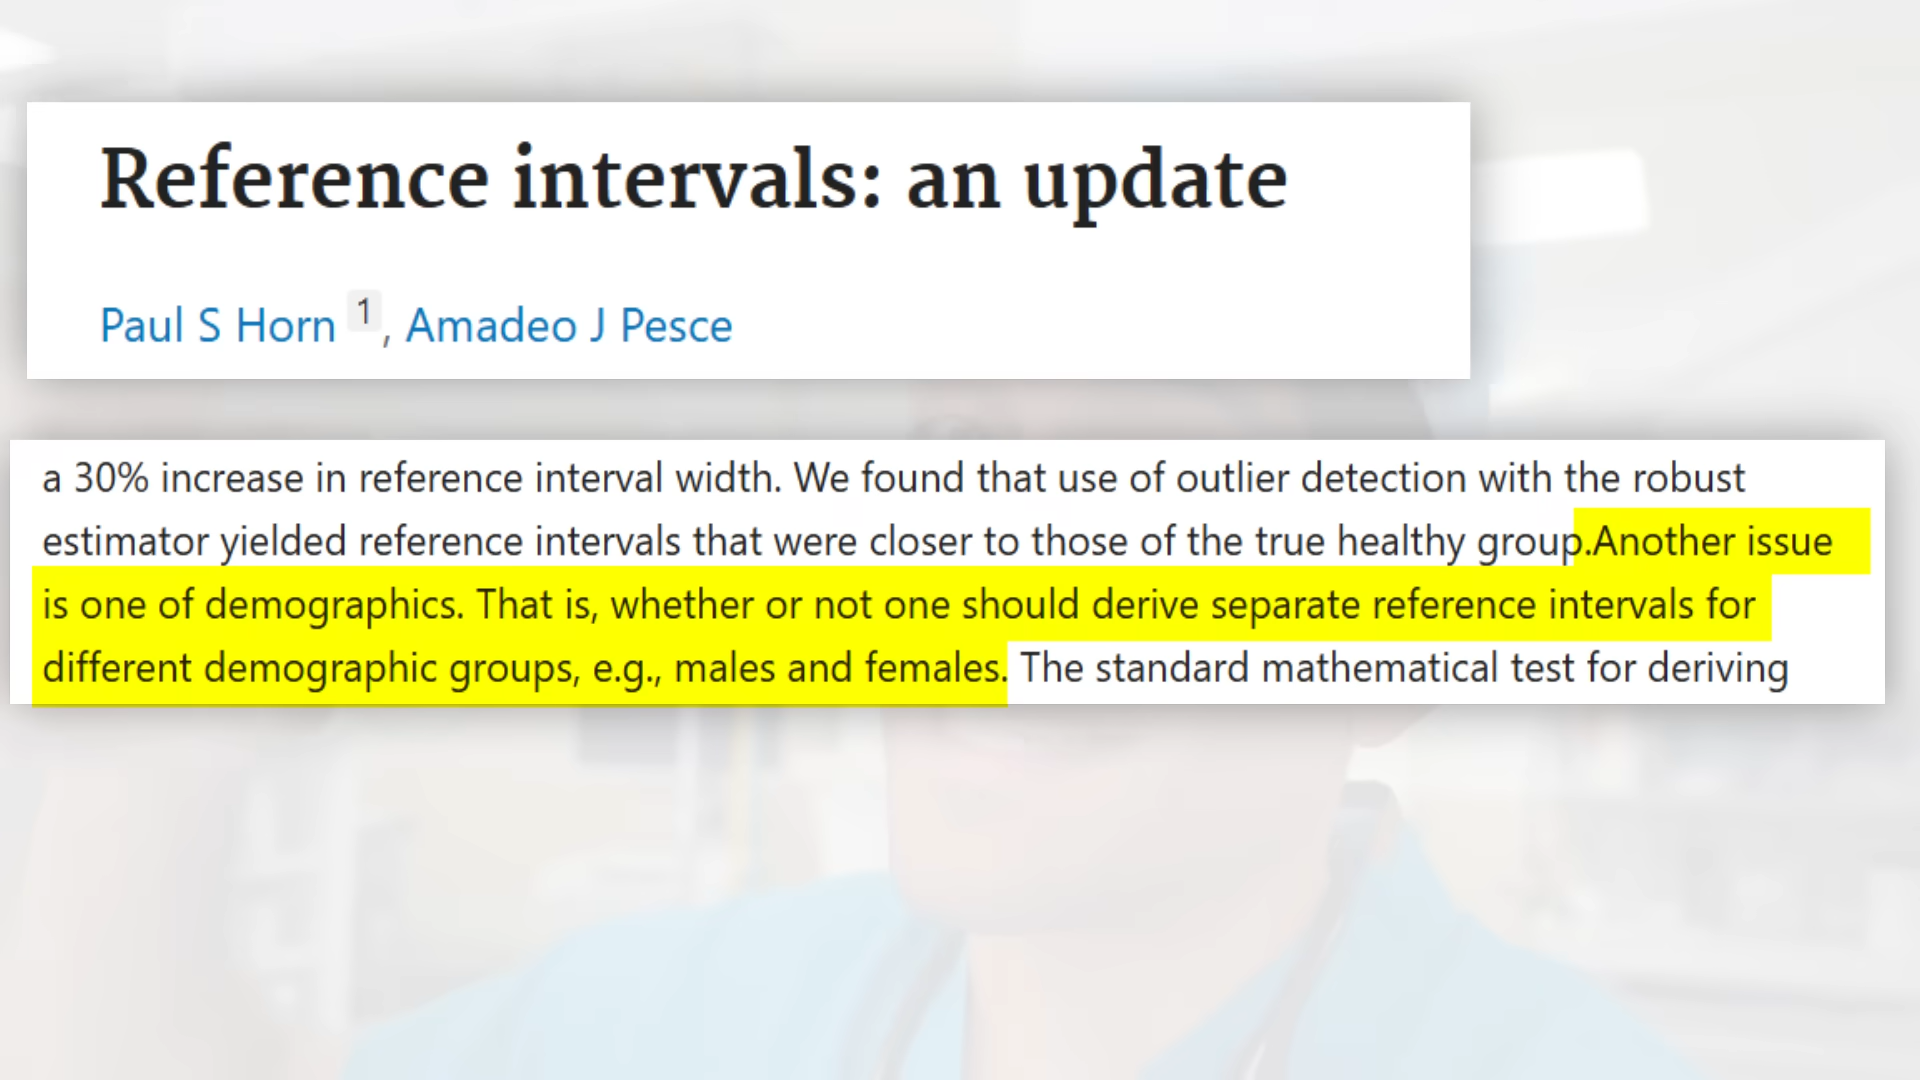 Reference intervals: an update
Paul S Horn 1, Amadeo J Pesce
a 30% increase in reference interval width. We found that use of outlier detection with the robust
estimator yielded reference intervals that were closer to those of the true healthy group.Another issue
is one of demographics. That is, whether or not one should derive separate reference intervals for
different demographic groups, e.g., males and females. The standard mathematical test for deriving